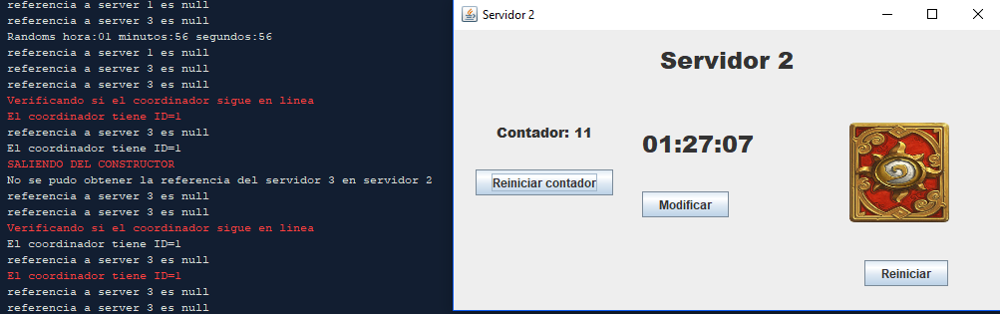 referencia a server 1 es null
referencia a server 3 es null
Randoms hora:01 minutos:56 segundos:56
referencia a server 1 es null
referencia a server 3 es null
referencia a server 3 es null
Verificando si el coordinador sigue en linea
El coordinador tiene ID=1
referencia a server 3 es null
El coordinador tiene ID=1
SALIENDO DEL CONSTRUCTOR
No se pudo obtener la referencia del servidor 3 en servidor 2
referencia a server 3 es null
referencia a server 3 es null
Verificando si el coordinador sigue en linea
El coordinador tiene ID=1
referencia a server 3 es null
El coordinador tiene ID=1
referencia a server 3 es null
referencia a server 3 es null
Servidor 2
Servidor 2
Contador: 11
01:27:07
Reiniciar contador
Modificar
Reiniciar